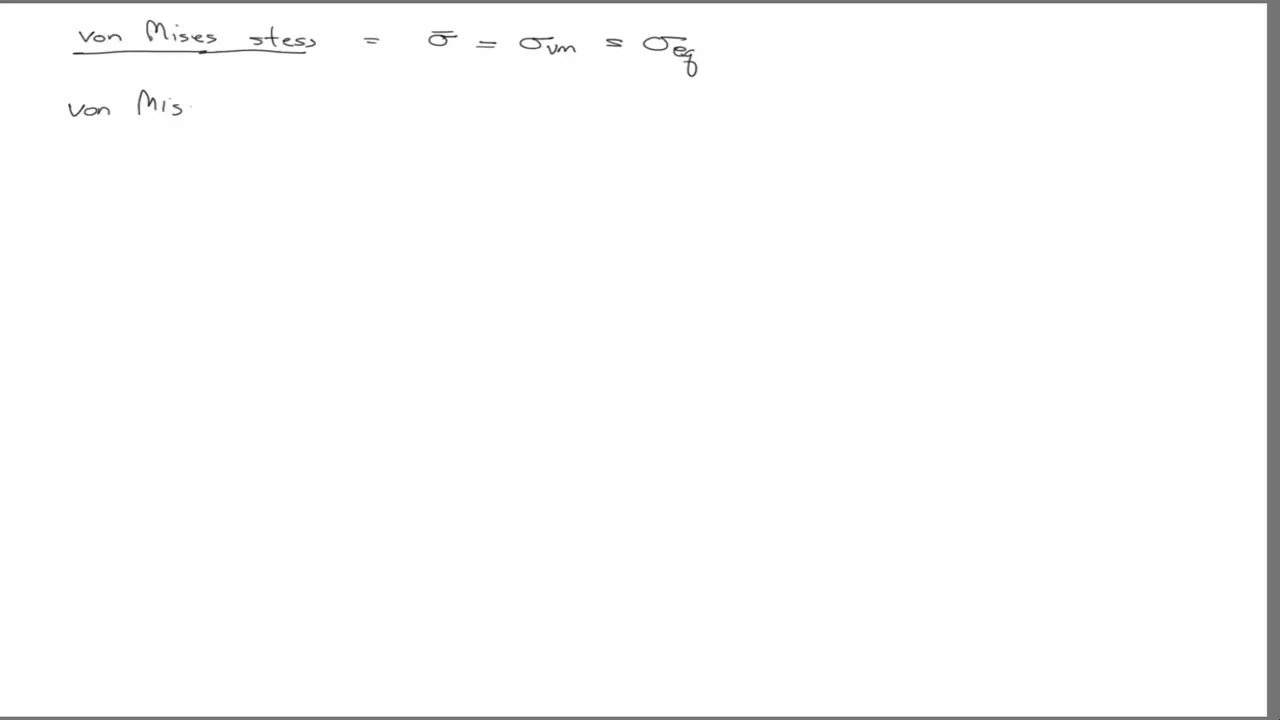 von Mises stess = σ̅ = σvm = σeq
von Mis